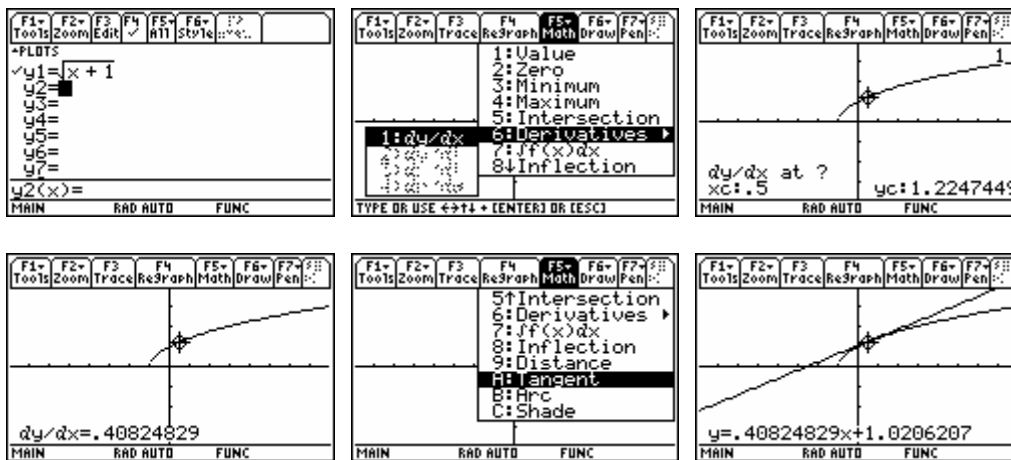 F1▾ F2▾ F3 F4 F5▾ F6▾
Tools Zoom Edit ✓ All Style
▴PLOTS
✓y1=√x + 1
y2=
y3=
y4=
y5=
y6=
y7=
y2(x)=
MAIN RAD AUTO FUNC
F1▾ F2▾ F3 F4 F5▾ F6▾ F7▾
Tools Zoom Trace ReGraph Math Draw Pen
1:Value
2:Zero
3:Minimum
4:Maximum
5:Intersection
6:Derivatives ▸
7:∫f(x)dx
8↓Inflection
1:dy/dx
TYPE OR USE ←→↑↓ + [ENTER] OR [ESC]
F1▾ F2▾ F3 F4 F5▾ F6▾ F7▾
Tools Zoom Trace ReGraph Math Draw Pen
1
dy/dx at ?
xc:.5 yc:1.2247449
MAIN RAD AUTO FUNC
F1▾ F2▾ F3 F4 F5▾ F6▾ F7▾
Tools Zoom Trace ReGraph Math Draw Pen
dy/dx=.40824829
MAIN RAD AUTO FUNC
F1▾ F2▾ F3 F4 F5▾ F6▾ F7▾
Tools Zoom Trace ReGraph Math Draw Pen
5↑Intersection
6:Derivatives ▸
7:∫f(x)dx
8:Inflection
9:Distance
A:Tangent
B:Arc
C:Shade
MAIN RAD AUTO FUNC
F1▾ F2▾ F3 F4 F5▾ F6▾ F7▾
Tools Zoom Trace ReGraph Math Draw Pen
y=.40824829x+1.0206207
MAIN RAD AUTO FUNC